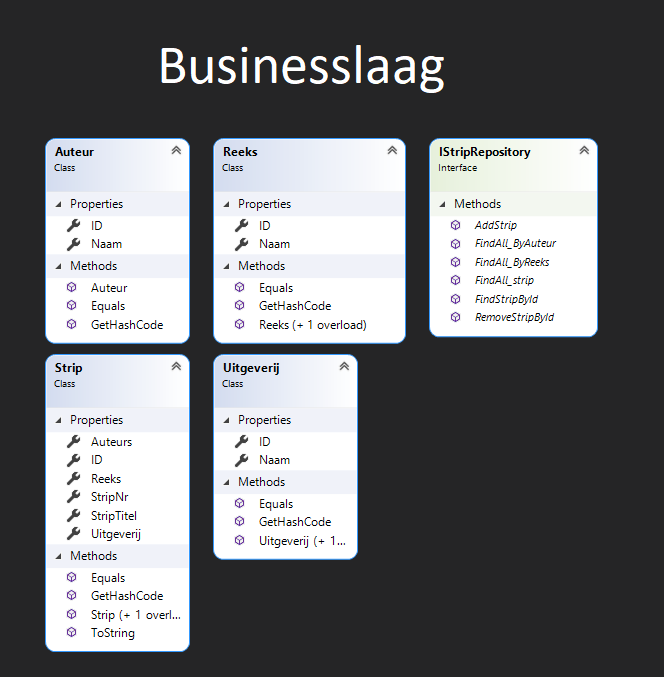 Businesslaag
Auteur
Class
Properties
ID
Naam
Methods
Auteur
Equals
GetHashCode
Reeks
Class
Properties
ID
Naam
Methods
Equals
GetHashCode
Reeks (+ 1 overload)
IStripRepository
Interface
Methods
AddStrip
FindAll_ByAuteur
FindAll_ByReeks
FindAll_strip
FindStripById
RemoveStripById
Strip
Class
Properties
Auteurs
ID
Reeks
StripNr
StripTitel
Uitgeverij
Methods
Equals
GetHashCode
Strip (+ 1 overl...
ToString
Uitgeverij
Class
Properties
ID
Naam
Methods
Equals
GetHashCode
Uitgeverij (+ 1...